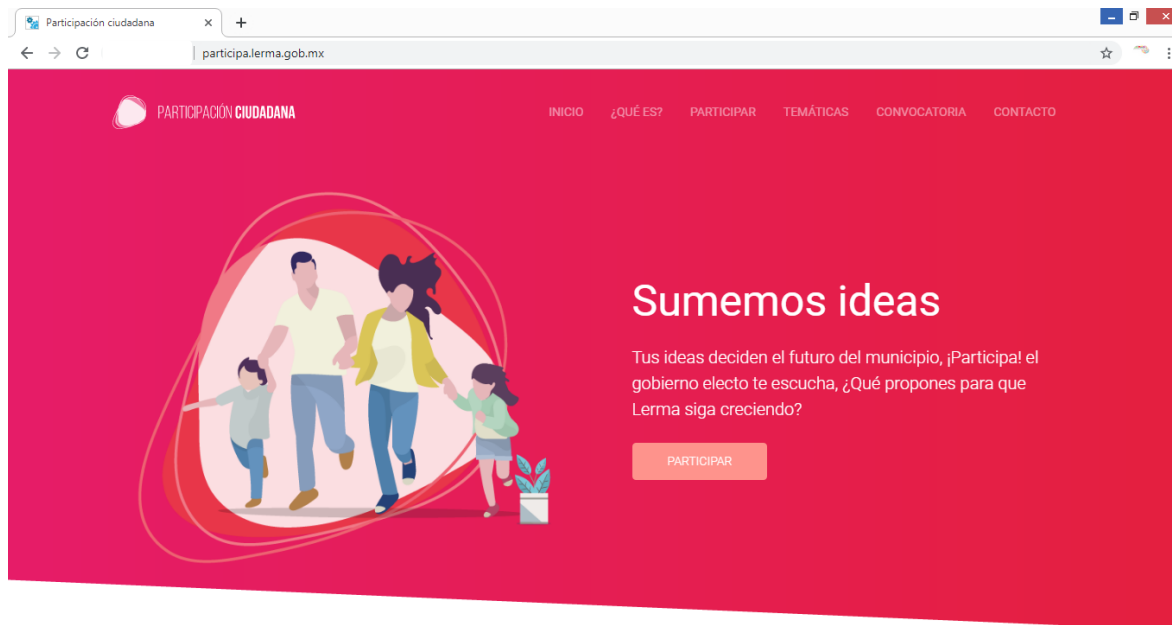 Participación ciudadana
participa.lerma.gob.mx
PARTICIPACIÓN CIUDADANA
INICIO ¿QUÉ ES? PARTICIPAR TEMÁTICAS CONVOCATORIA CONTACTO
Sumemos ideas
Tus ideas deciden el futuro del municipio, ¡Participa! el
gobierno electo te escucha, ¿Qué propones para que
Lerma siga creciendo?
PARTICIPAR